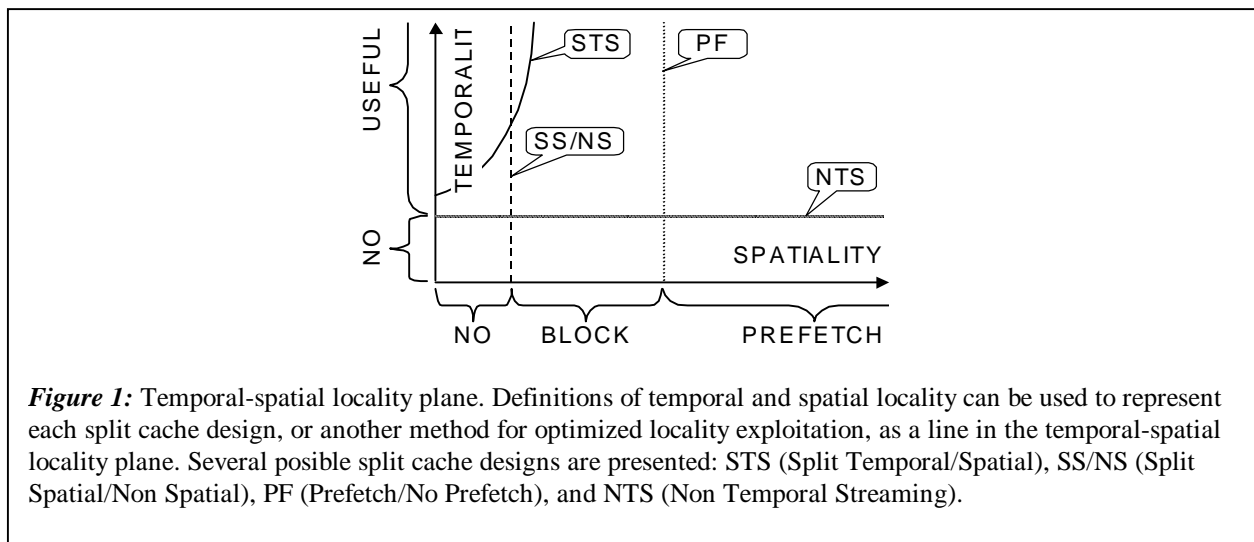 STS
PF
USEFUL
TEMPORALIT
SS/NS
NTS
NO
SPATIALITY
NO
BLOCK
PREFETCH
Figure 1: Temporal-spatial locality plane. Definitions of temporal and spatial locality can be used to represent
each split cache design, or another method for optimized locality exploitation, as a line in the temporal-spatial
locality plane. Several posible split cache designs are presented: STS (Split Temporal/Spatial), SS/NS (Split
Spatial/Non Spatial), PF (Prefetch/No Prefetch), and NTS (Non Temporal Streaming).